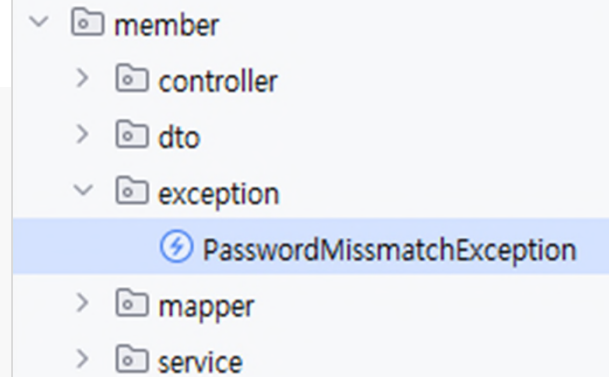 member
controller
dto
exception
PasswordMissmatchException
mapper
service